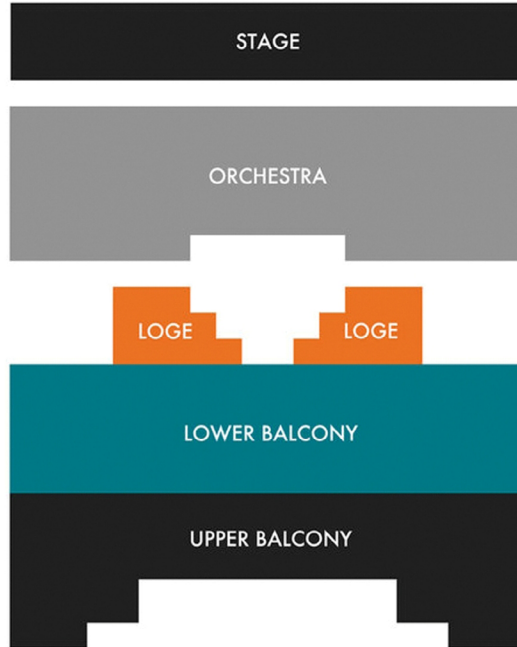 STAGE
ORCHESTRA
LOGE LOGE
LOWER BALCONY
UPPER BALCONY